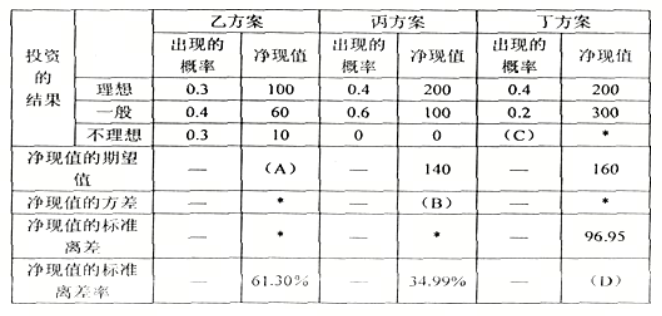 乙方案 丙方案 丁方案
投资的结果 出现的概率 净现值 出现的概率 净现值 出现的概率 净现值
理想 0.3 100 0.4 200 0.4 200
一般 0.4 60 0.6 100 0.2 300
不理想 0.3 10 0 0 (C) *
净现值的期望值 — (A) — 140 — 160
净现值的方差 — * — (B) — *
净现值的标准离差 — * — * — 96.95
净现值的标准离差率 — 61.30% — 34.99% — (D)